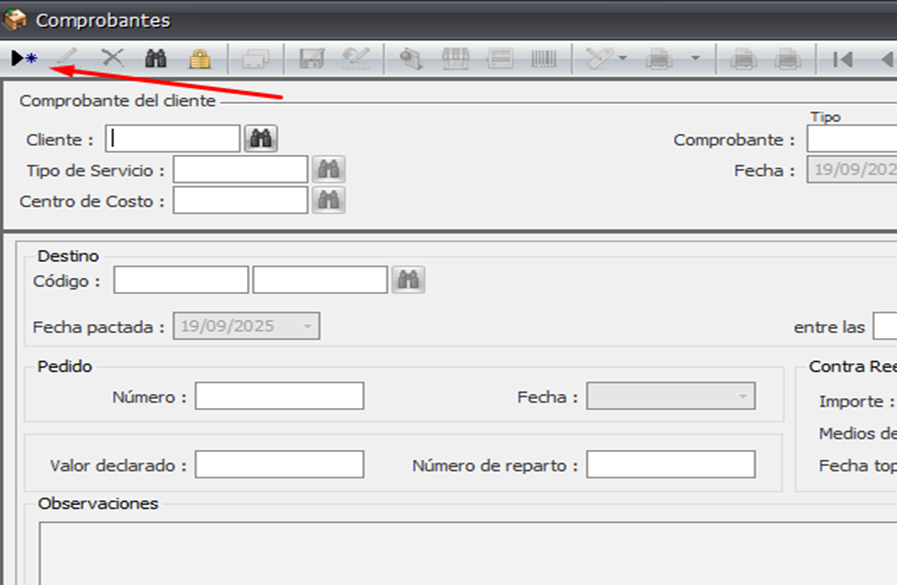 Comprobantes
Comprobante del cliente
Tipo
Cliente :
Comprobante :
Tipo de Servicio :
Fecha : 19/09/202
Centro de Costo :
Destino
Código :
Fecha pactada : 19/09/2025
entre las
Pedido
Contra Ree
Número :
Fecha :
Importe :
Medios de
Valor declarado :
Número de reparto :
Fecha top
Observaciones